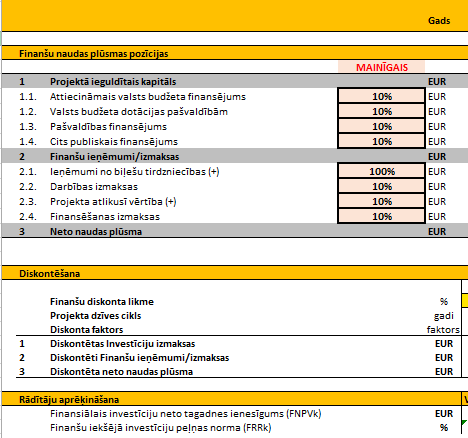 Gads
Finanšu naudas plūsmas pozīcijas
MAINĪGAIS
1 Projektā ieguldītais kapitāls EUR
1.1. Attiecināmais valsts budžeta finansējums 10% EUR
1.2. Valsts budžeta dotācijas pašvaldībām 10% EUR
1.3. Pašvaldības finansējums 10% EUR
1.4. Cits publiskais finansējums 10% EUR
2 Finanšu ieņēmumi/izmaksas EUR
2.1. Ieņēmumi no biļešu tirdzniecības (+) 100% EUR
2.2. Darbības izmaksas 10% EUR
2.3. Projekta atlikusī vērtība (+) 10% EUR
2.4. Finansēšanas izmaksas 10% EUR
3 Neto naudas plūsma EUR
Diskontēšana
Finanšu diskonta likme %
Projekta dzīves cikls gadi
Diskonta faktors faktors
1 Diskontētas Investīciju izmaksas EUR
2 Diskontēti Finanšu ieņēmumi/izmaksas EUR
3 Diskontēta neto naudas plūsma EUR
Rādītāju aprēķināšana
Finansiālais investīciju neto tagadnes ienesīgums (FNPVk) EUR
Finanšu iekšējā investīciju peļņas norma (FRRk) %